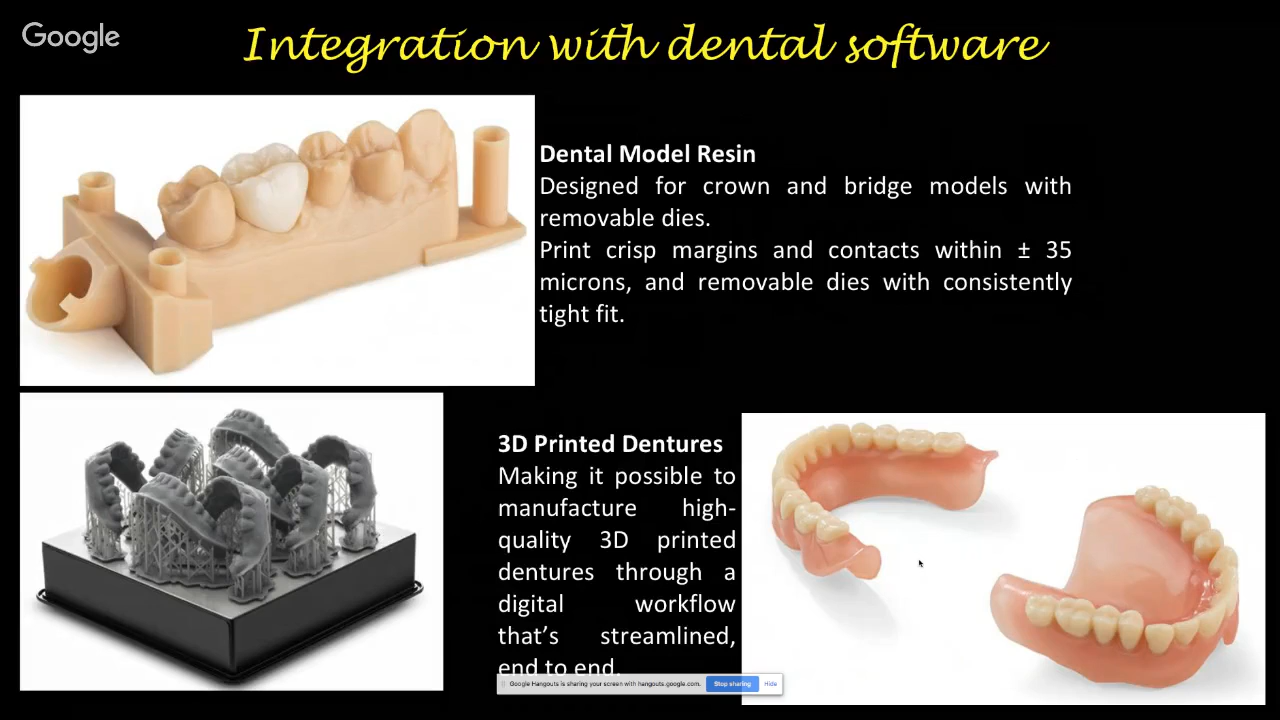 Google
Integration with dental software
Dental Model Resin
Designed for crown and bridge models with
removable dies.
Print crisp margins and contacts within ± 35
microns, and removable dies with consistently
tight fit.
3D Printed Dentures
Making it possible to
manufacture high-
quality 3D printed
dentures through a
digital workflow
that’s streamlined,
end to end.
Google Hangouts is sharing your screen with hangouts.google.com. Stop sharing Hide